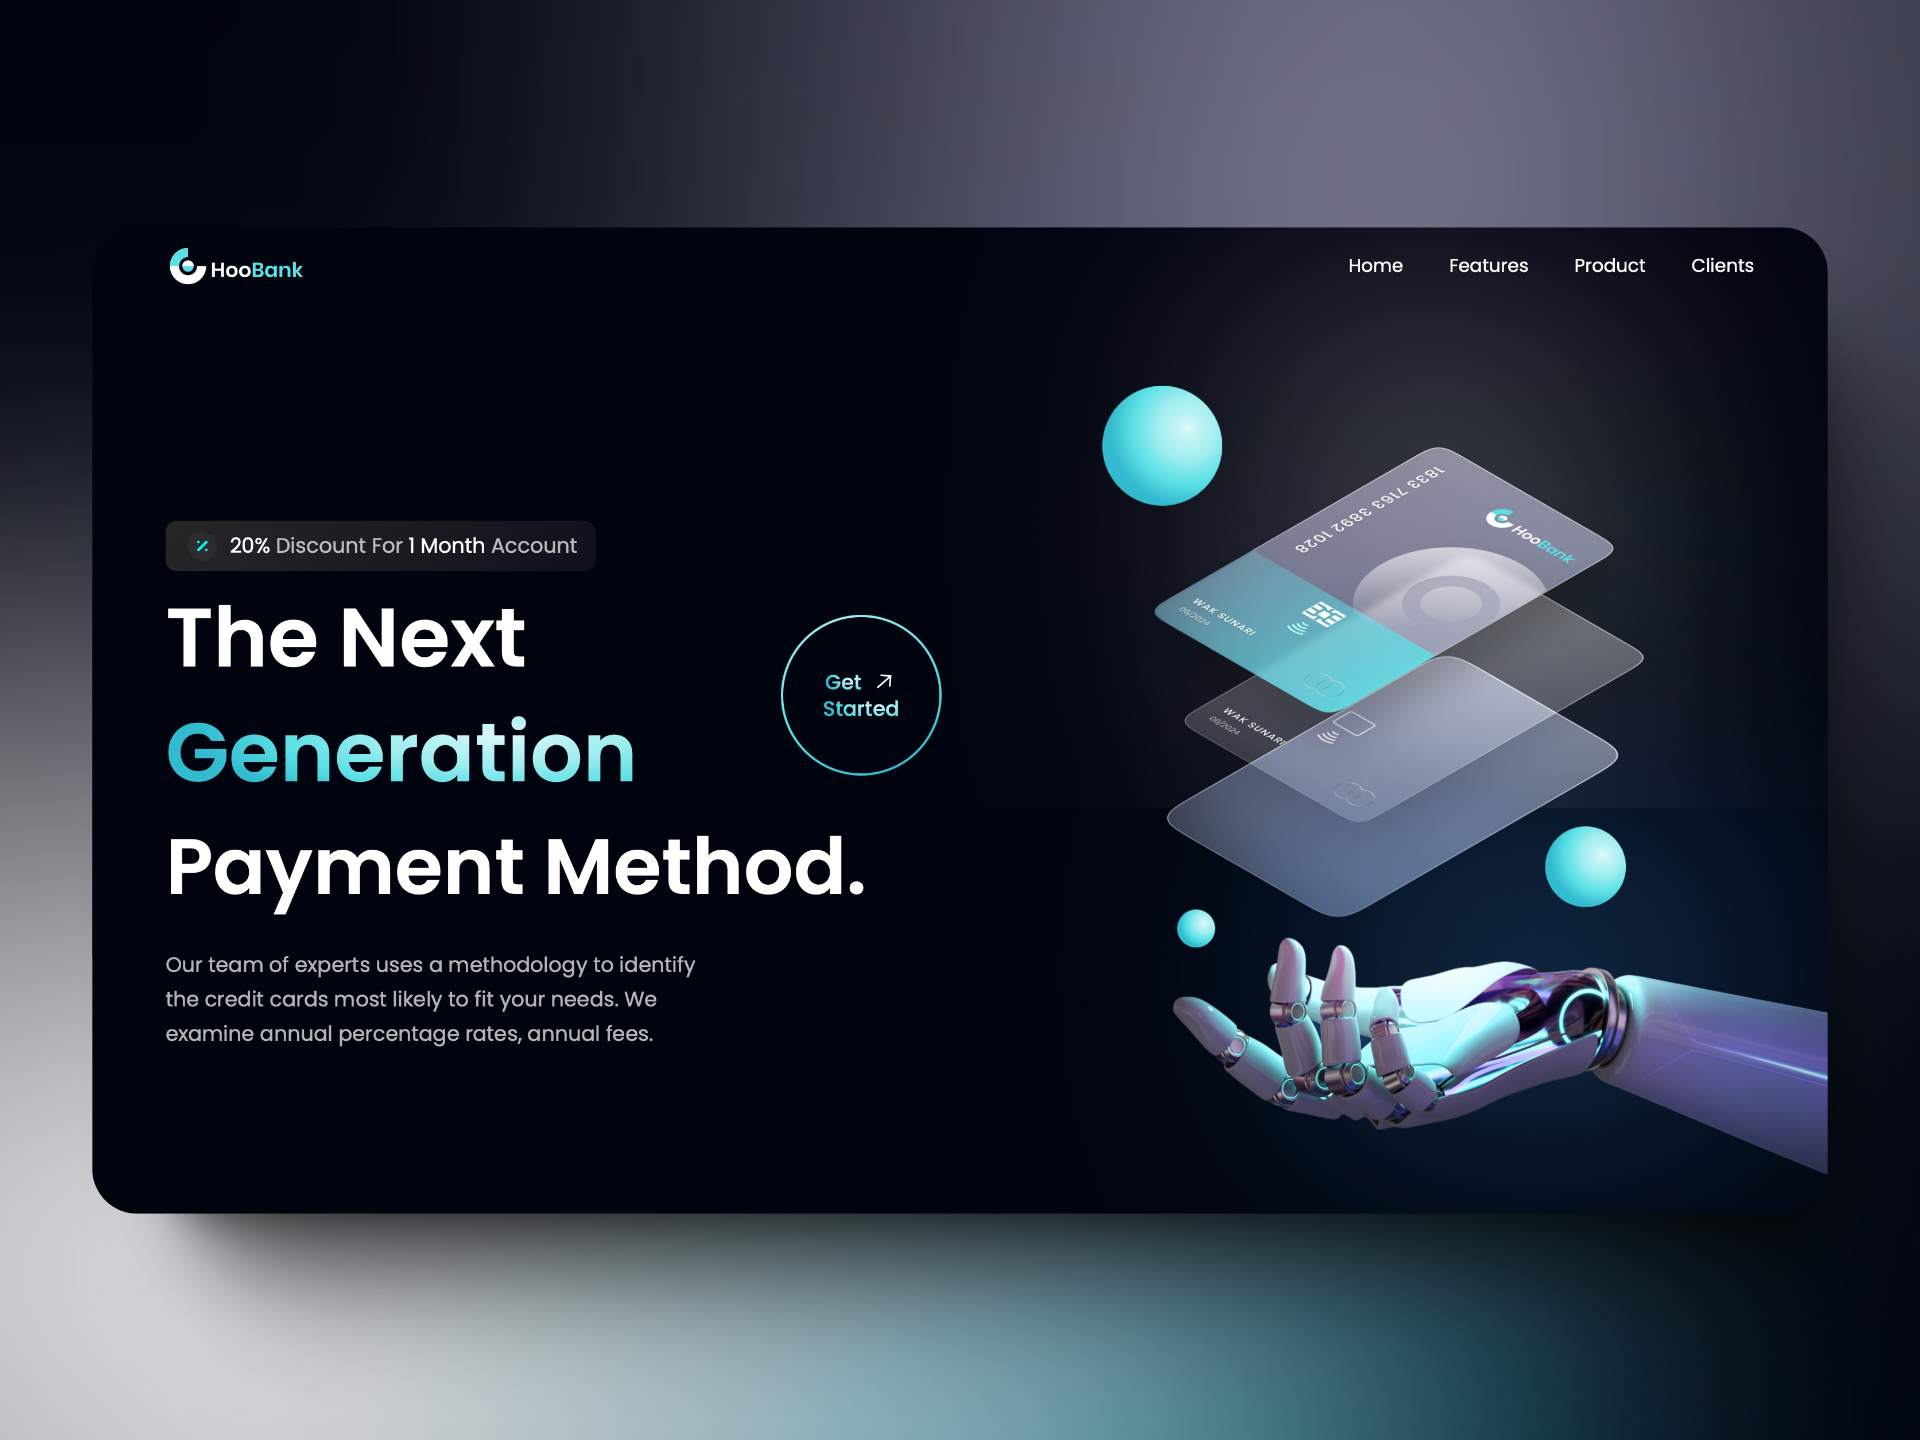 HooBank
Home Features Product Clients
20% Discount For 1 Month Account
The Next
Generation
Payment Method.
Get
Started
Our team of experts uses a methodology to identify
the credit cards most likely to fit your needs. We
examine annual percentage rates, annual fees.
1833 7163 3892 1028
HooBank
WAK SUNARI
08/2024
WAK SUNARI
08/2024